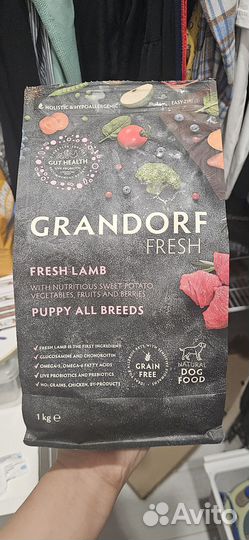 HOLISTIC & HYPOALLERGENIC
GUT HEALTH
LIVE PROBIOTIC
GRANDORF
FRESH
FRESH LAMB
WITH NUTRITIOUS SWEET POTATO
VEGETABLES, FRUITS AND BERRIES
PUPPY ALL BREEDS
FRESH LAMB IS THE FIRST INGREDIENT
GLUCOSAMINE AND CHONDROITIN
OMEGA-3, OMEGA-6 FATTY ACIDS
LIVE PROBIOTICS AND PREBIOTICS
NO: GRAINS, CHICKEN, BY-PRODUCTS
GRAIN
FREE
NATURAL
DOG
FOOD
1 kg e
Avito